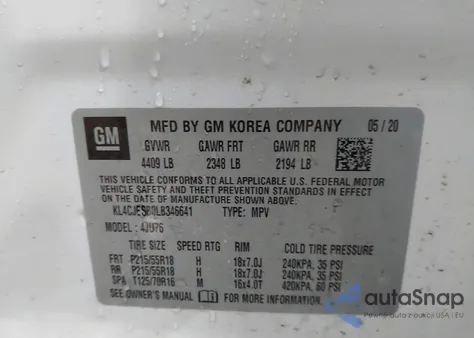 GM MFD BY GM KOREA COMPANY 05/20
GVWR GAWR FRT GAWR RR
4409 LB 2348 LB 2194 LB
THIS VEHICLE CONFORMS TO ALL APPLICABLE U.S. FEDERAL MOTOR
VEHICLE SAFETY, BUMPER, AND THEFT PREVENTION STANDARDS IN EFFECT ON
THE DATE OF MANUFACTURE SHOWN ABOVE.
TYPE: MPV
MODEL: 4JU76
TIRE SIZE SPEED RTG RIM COLD TIRE PRESSURE
FRT P215/55R18 H 18x7.0J 240KPA, 35 PSI
RR P215/55R18 H 18x7.0J 240KPA, 35 PSI
SPA T125/70R16 M 16x4.0T 420KPA, 60 PSI
SEE OWNER'S MANUAL FOR MORE INFORMATION.
autoSnap
USA | EU